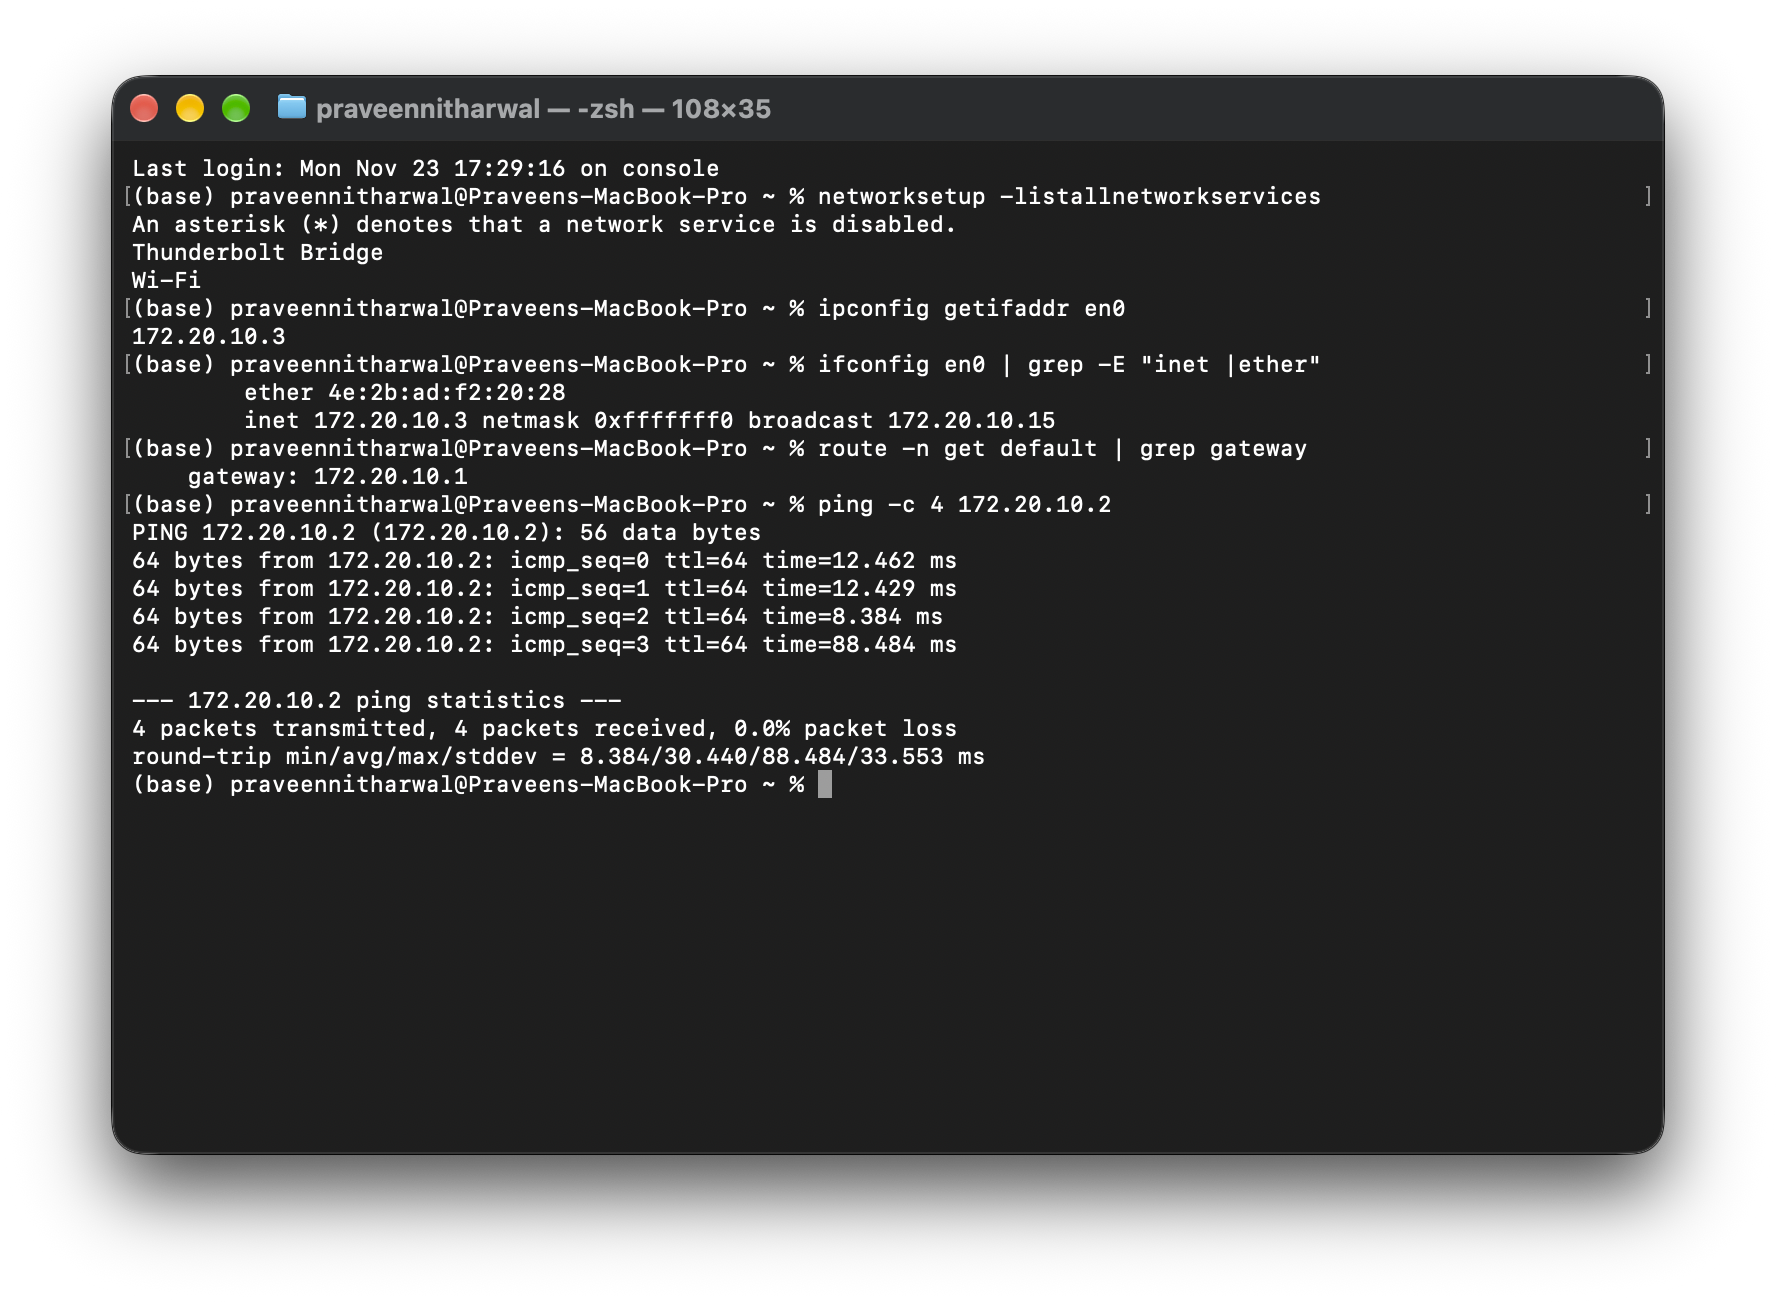 praveennitharwal — -zsh — 108×35
Last login: Mon Nov 23 17:29:16 on console
[(base) praveennitharwal@Praveens-MacBook-Pro ~ % networksetup -listallnetworkservices ]
An asterisk (*) denotes that a network service is disabled.
Thunderbolt Bridge
Wi-Fi
[(base) praveennitharwal@Praveens-MacBook-Pro ~ % ipconfig getifaddr en0 ]
172.20.10.3
[(base) praveennitharwal@Praveens-MacBook-Pro ~ % ifconfig en0 | grep -E "inet |ether" ]
ether 4e:2b:ad:f2:20:28
inet 172.20.10.3 netmask 0xfffffff0 broadcast 172.20.10.15
[(base) praveennitharwal@Praveens-MacBook-Pro ~ % route -n get default | grep gateway ]
gateway: 172.20.10.1
[(base) praveennitharwal@Praveens-MacBook-Pro ~ % ping -c 4 172.20.10.2 ]
PING 172.20.10.2 (172.20.10.2): 56 data bytes
64 bytes from 172.20.10.2: icmp_seq=0 ttl=64 time=12.462 ms
64 bytes from 172.20.10.2: icmp_seq=1 ttl=64 time=12.429 ms
64 bytes from 172.20.10.2: icmp_seq=2 ttl=64 time=8.384 ms
64 bytes from 172.20.10.2: icmp_seq=3 ttl=64 time=88.484 ms
--- 172.20.10.2 ping statistics ---
4 packets transmitted, 4 packets received, 0.0% packet loss
round-trip min/avg/max/stddev = 8.384/30.440/88.484/33.553 ms
(base) praveennitharwal@Praveens-MacBook-Pro ~ %